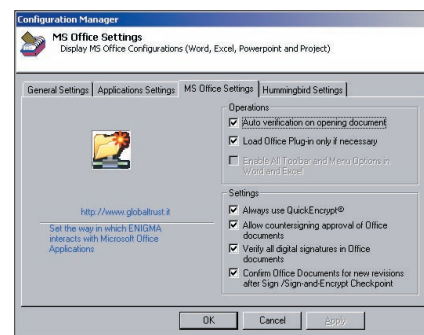 Configuration Manager
MS Office Settings
Display MS Office Configurations (Word, Excel, Powerpoint and Project)
General Settings
Applications Settings
MS Office Settings
Hummingbird Settings
http://www.globaltrust.it
Set the way in which ENIGMA
interacts with Microsoft Office
Applications
Operations
Auto verification on opening document
Load Office Plug-in only if necessary
Enable All Toobar and Menu Options in
Word and Excel
Settings
Always use QuickEncrypt®
Allow countersigning approval of Office
documents
Verify all digital signatures in Office
documents
Confirm Office Documents for new revisions
after Sign /Sign-and-Encrypt Checkpoint
OK
Cancel
Apply